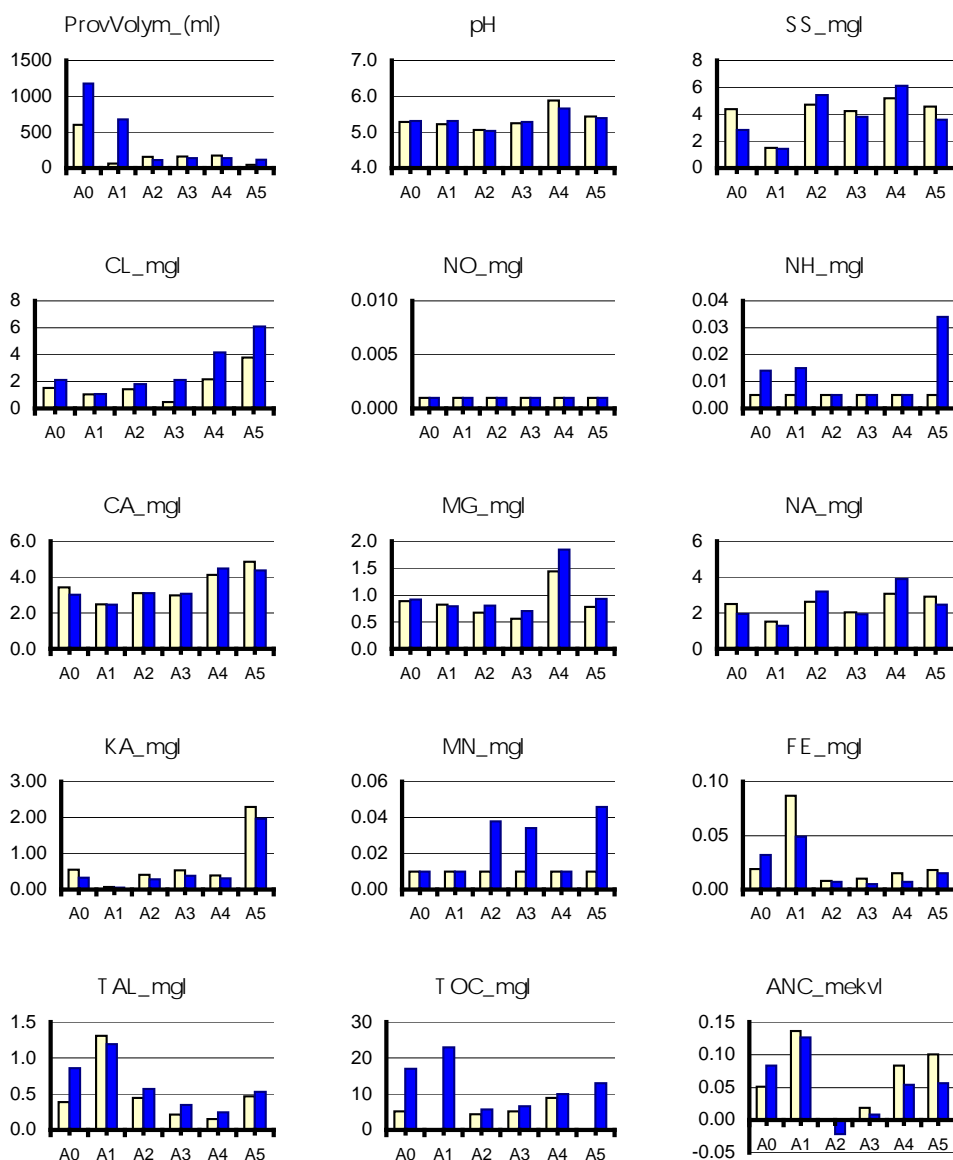 ProvVolym_(ml)
1500
1000
500
0
A0 A1 A2 A3 A4 A5
pH
7.0
6.0
5.0
4.0
A0 A1 A2 A3 A4 A5
SS_mgl
8
6
4
2
0
A0 A1 A2 A3 A4 A5
CL_mgl
8
6
4
2
0
A0 A1 A2 A3 A4 A5
NO_mgl
0.010
0.005
0.000
A0 A1 A2 A3 A4 A5
NH_mgl
0.04
0.03
0.02
0.01
0.00
A0 A1 A2 A3 A4 A5
CA_mgl
6.0
4.0
2.0
0.0
A0 A1 A2 A3 A4 A5
MG_mgl
2.0
1.5
1.0
0.5
0.0
A0 A1 A2 A3 A4 A5
NA_mgl
6
4
2
0
A0 A1 A2 A3 A4 A5
KA_mgl
3.00
2.00
1.00
0.00
A0 A1 A2 A3 A4 A5
MN_mgl
0.06
0.04
0.02
0.00
A0 A1 A2 A3 A4 A5
FE_mgl
0.10
0.05
0.00
A0 A1 A2 A3 A4 A5
TAL_mgl
1.5
1.0
0.5
0.0
A0 A1 A2 A3 A4 A5
TOC_mgl
30
20
10
0
A0 A1 A2 A3 A4 A5
ANC_mekvl
0.15
0.10
0.05
0.00
-0.05
A0 A1 A2 A3 A4 A5